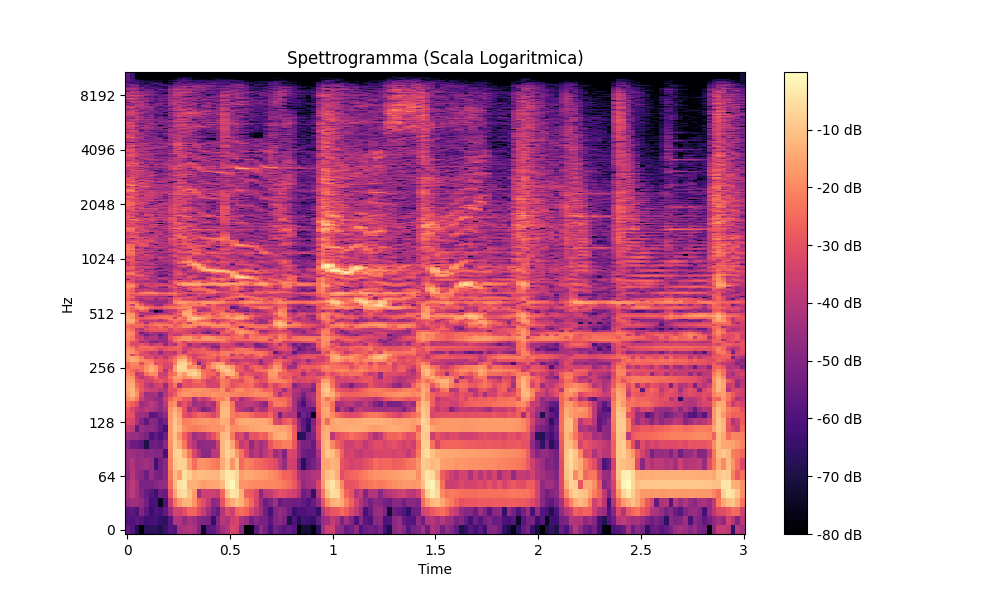 Spettrogramma (Scala Logaritmica)
Hz
8192
4096
2048
1024
512
256
128
64
0
0 0.5 1 1.5 2 2.5 3
Time
-10 dB
-20 dB
-30 dB
-40 dB
-50 dB
-60 dB
-70 dB
-80 dB